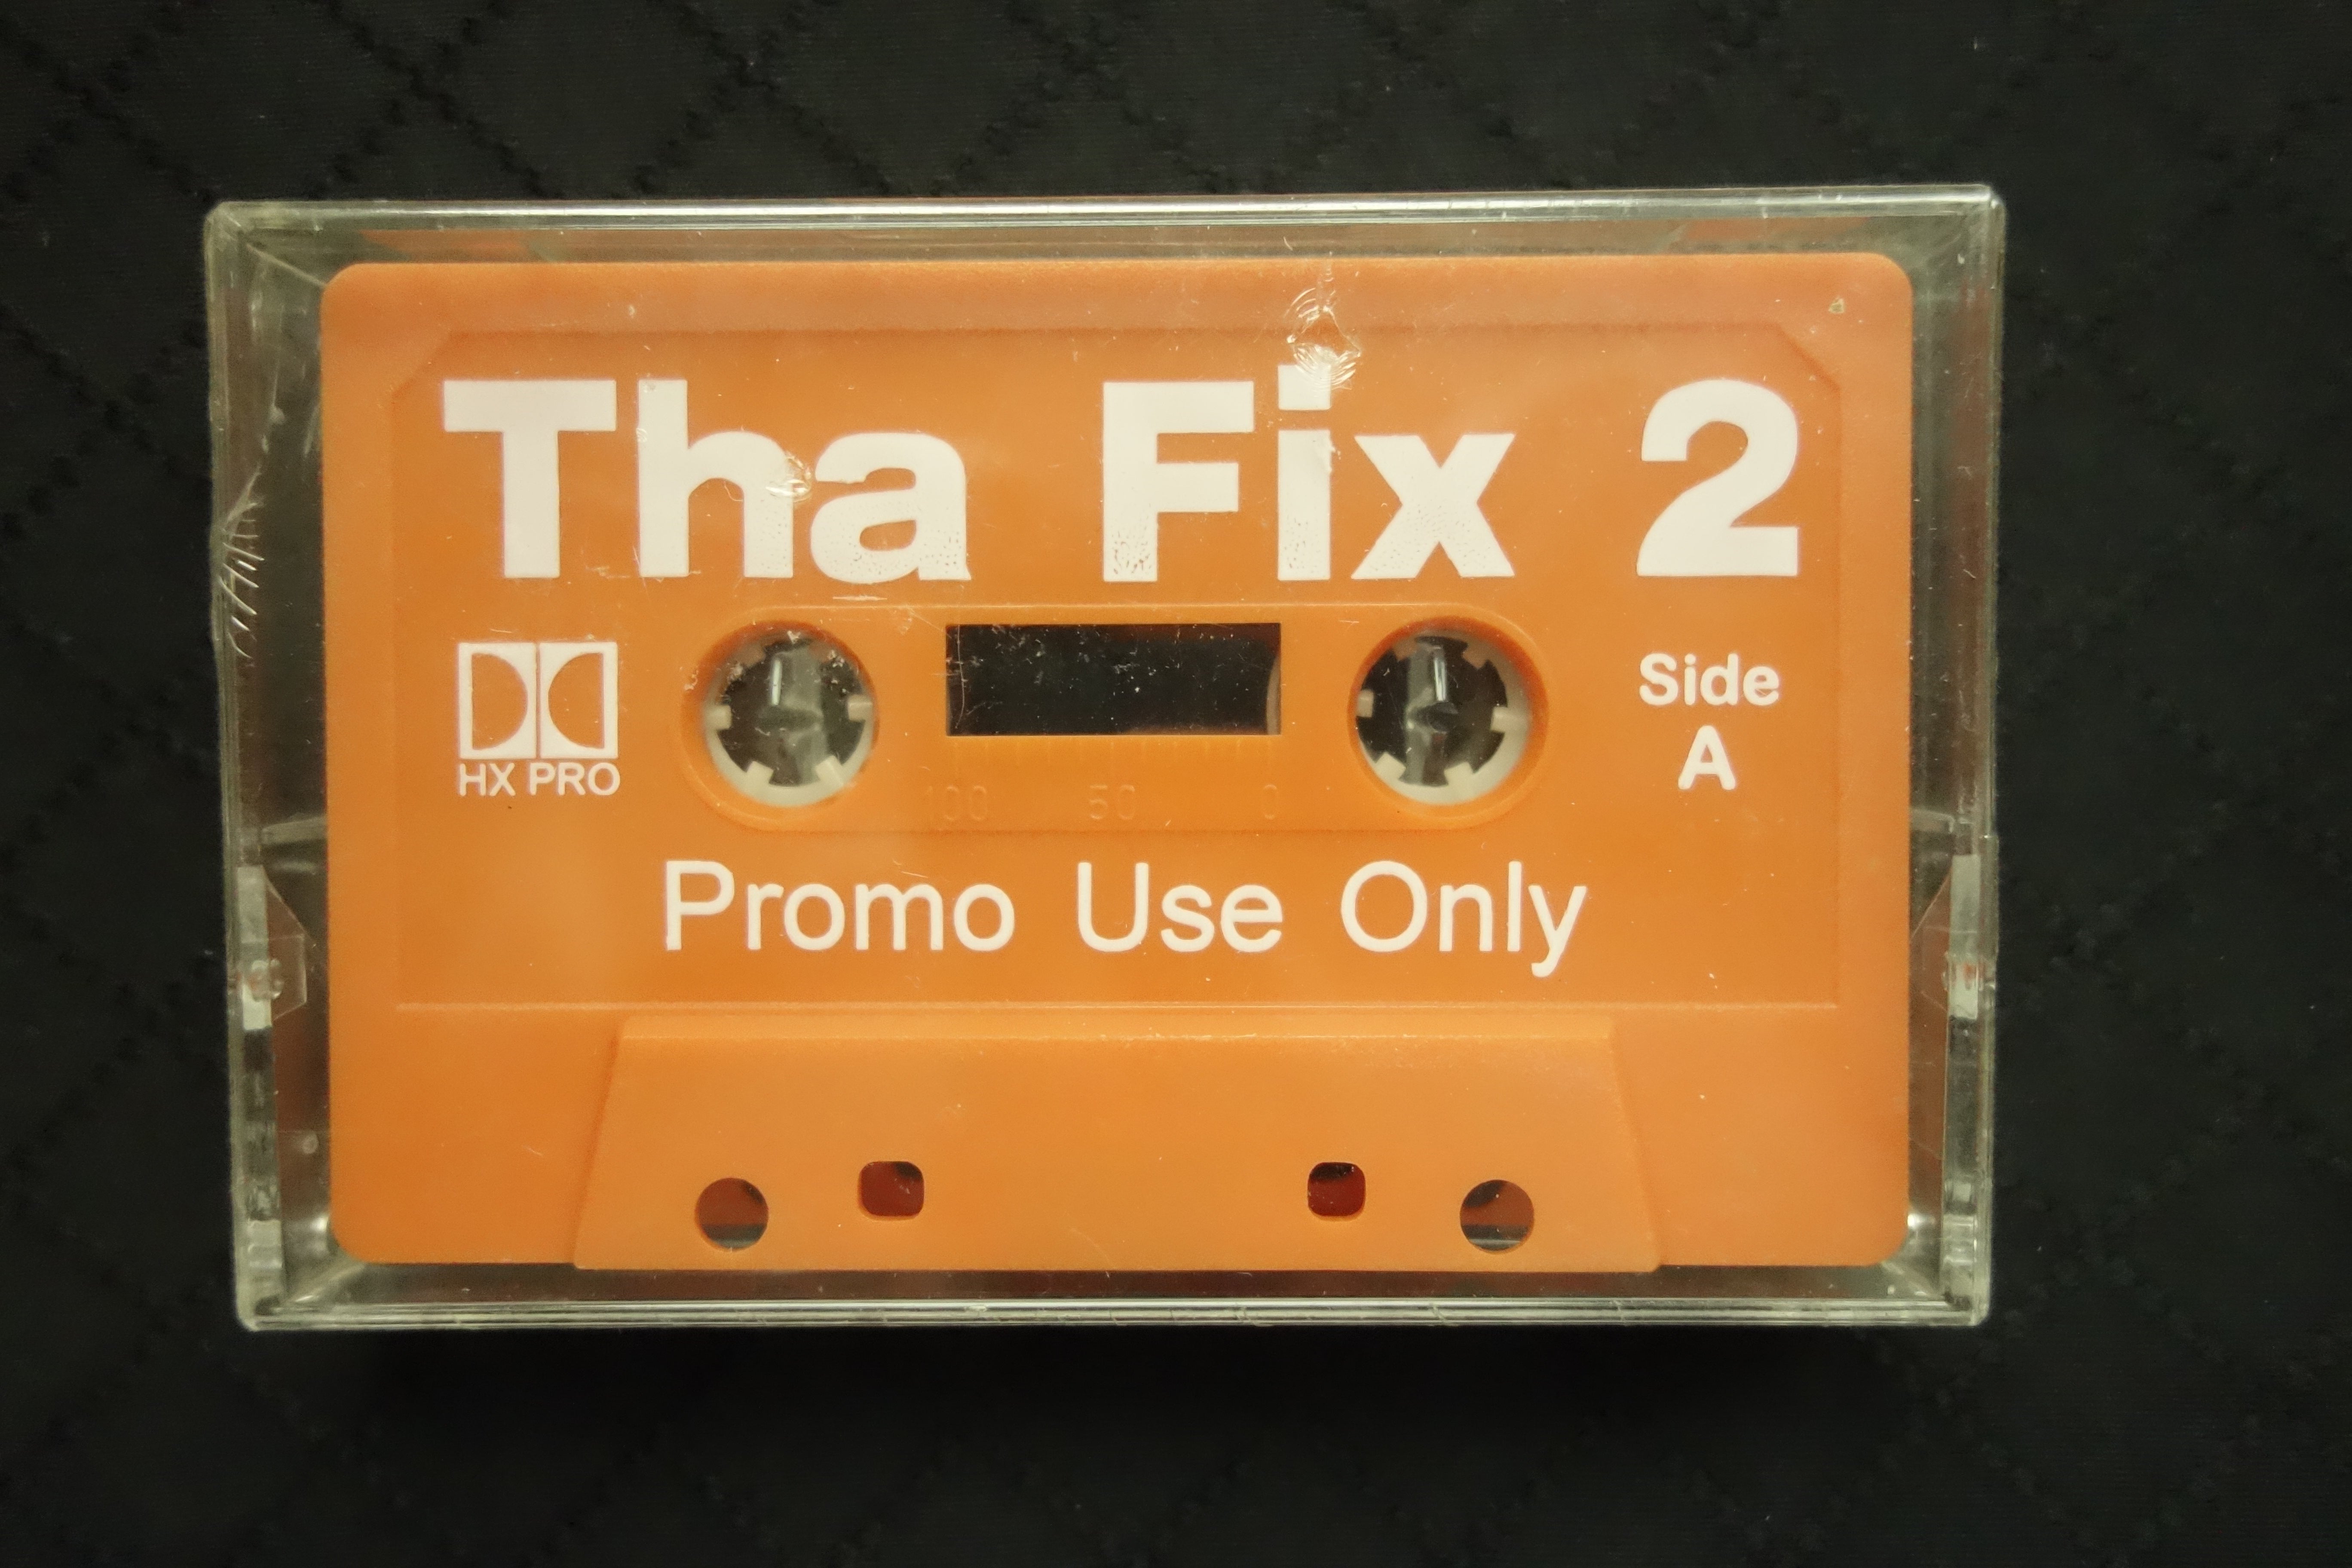 Tha Fix 2
HX PRO
Side
A
100 50 0
Promo Use Only